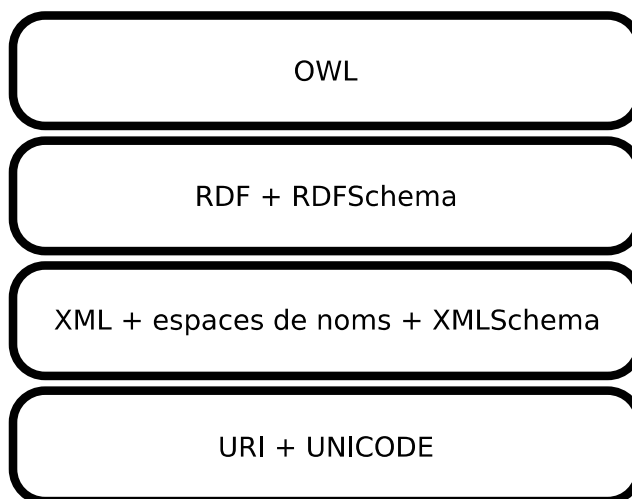 OWL
RDF + RDFSchema
XML + espaces de noms + XMLSchema
URI + UNICODE